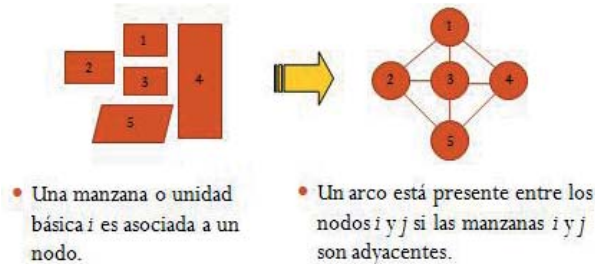 1
2
3
4
5
1
2
3
4
5
• Una manzana o unidad
básica i es asociada a un
nodo.
• Un arco está presente entre los
nodos i y j si las manzanas i y j
son adyacentes.